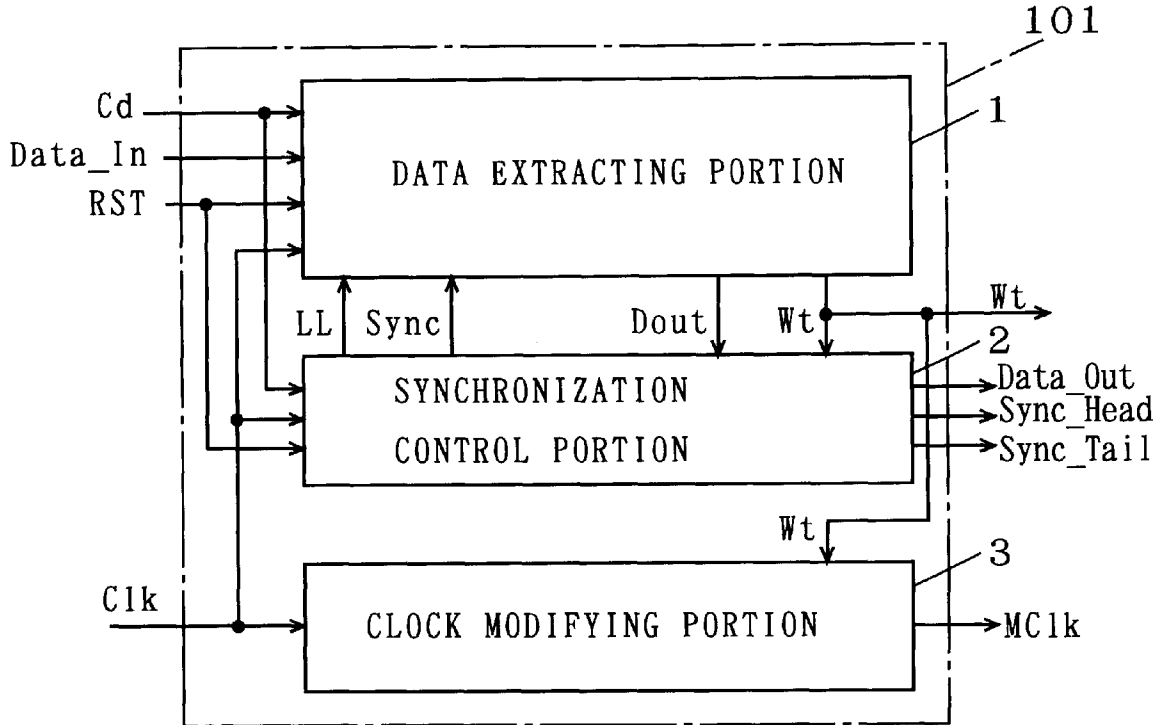 101
Cd
1
Data_In
DATA EXTRACTING PORTION
RST
LL
Sync
Dout
Wt
Wt
2
SYNCHRONIZATION
CONTROL PORTION
Data_Out
Sync_Head
Sync_Tail
Wt
3
Clk
CLOCK MODIFYING PORTION
MClk